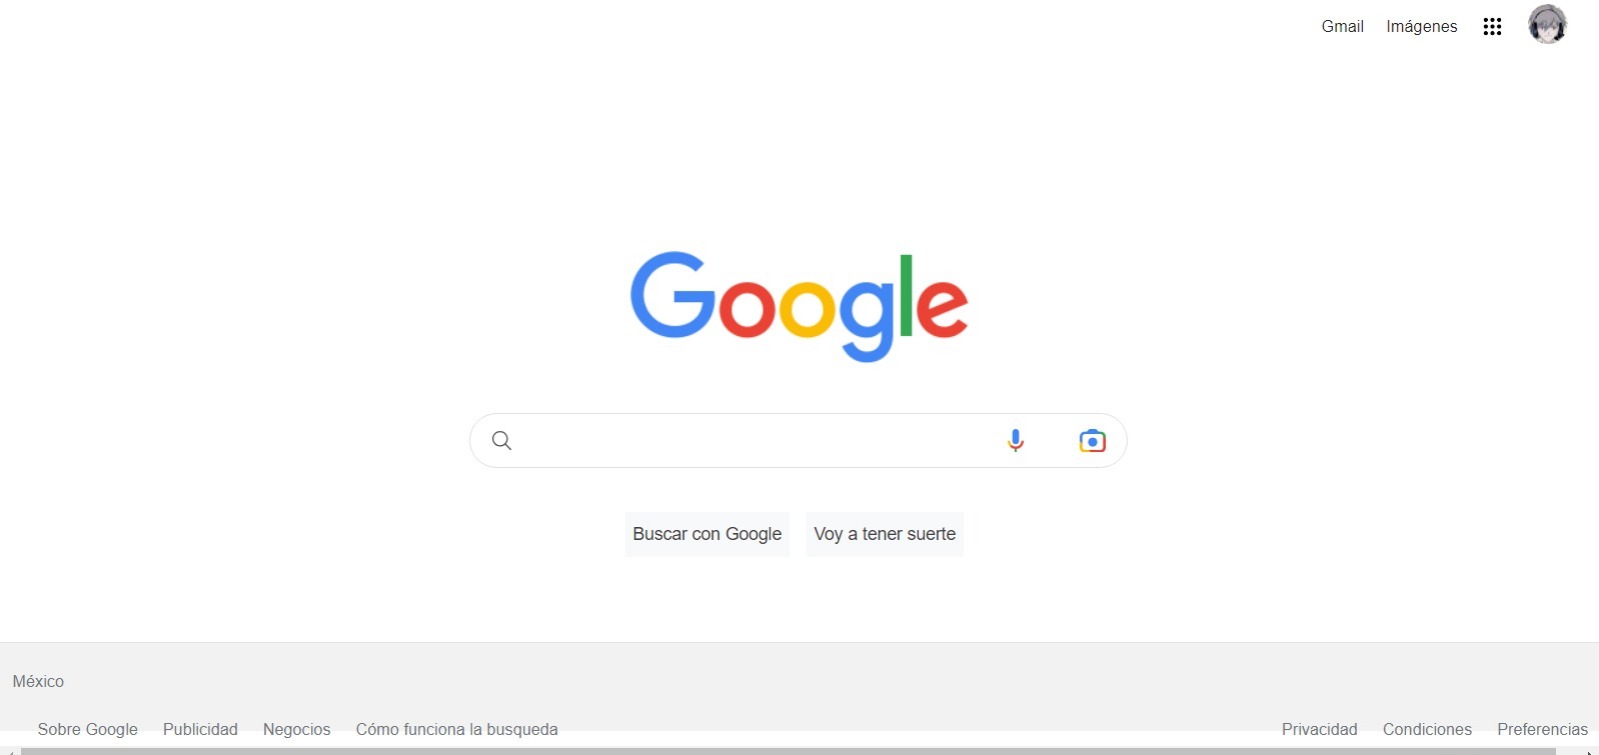 Gmail Imágenes
Google
Buscar con Google Voy a tener suerte
México
Sobre Google Publicidad Negocios Cómo funciona la busqueda Privacidad Condiciones Preferencias